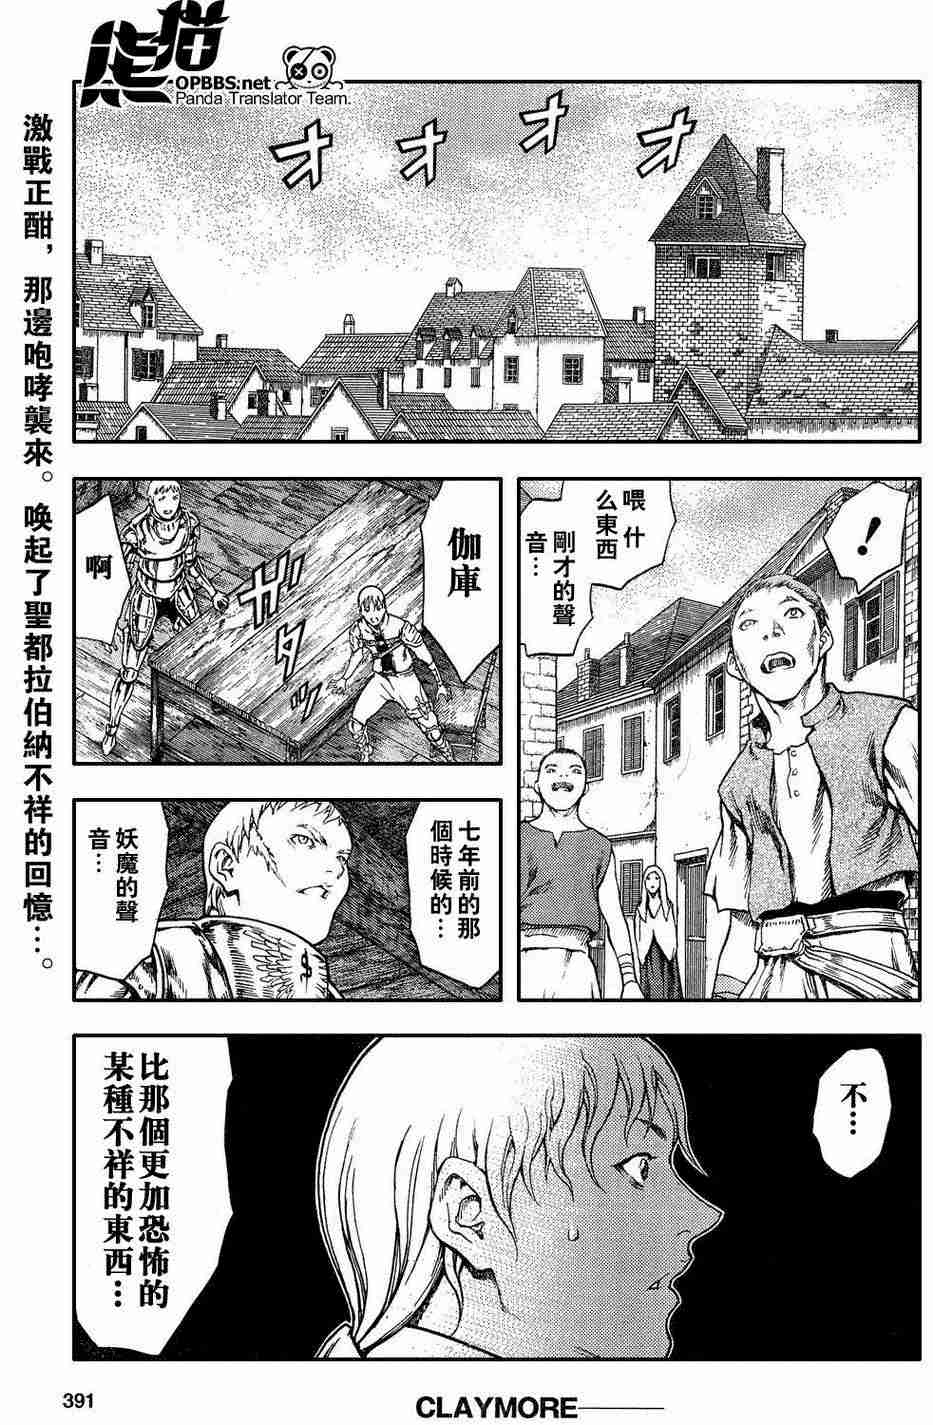 熊猫
OPBBS.net
Panda Translator Team.
オオオオ
激戰正酣，那邊咆哮襲來。喚起了聖都拉伯納不祥的回憶…。
！
喂 什
么東西
剛才的聲
音…
伽庫
啊
ガタッ
七年前的那
個時候的…
妖魔的聲
音…
不…
比那個更加恐怖的
某種不祥的東西…
391
CLAYMORE